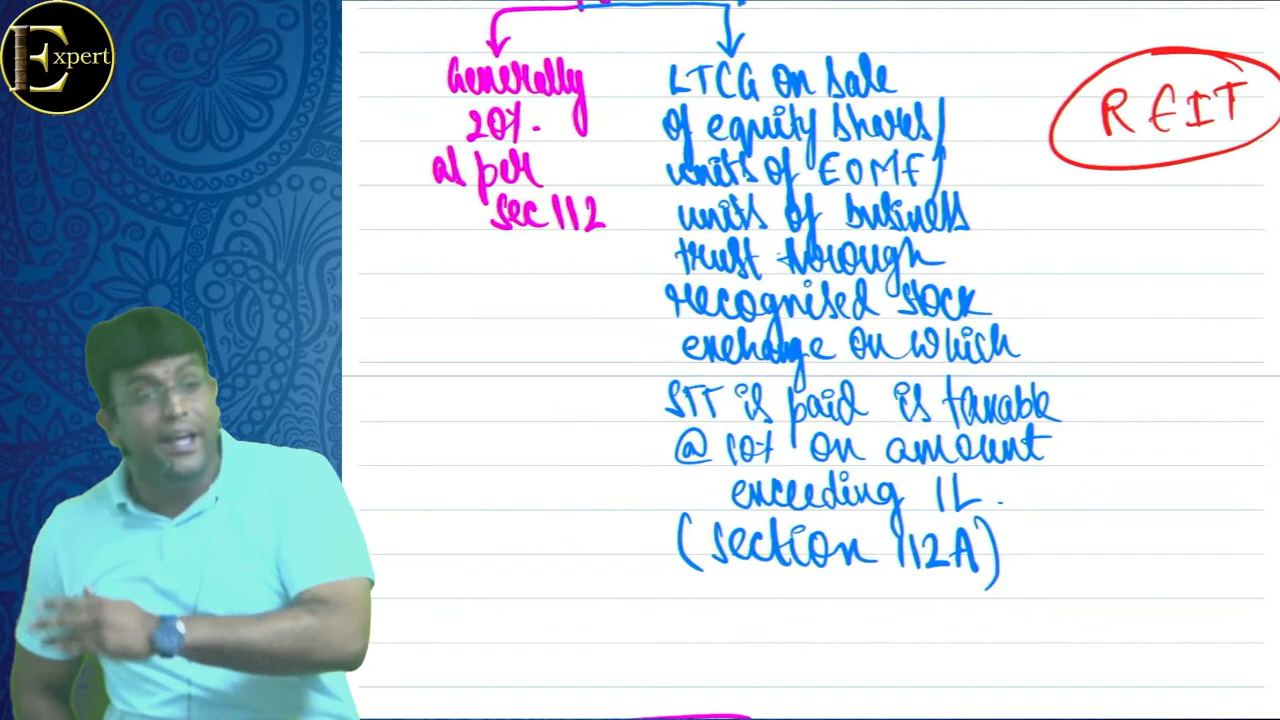 Expert
Generally
20%.
as per
sec 112
LTCG on sale
of equity shares/
units of EOMF/
units of business
trust through
recognised stock
exchange on which
STT is paid is taxable
@ 10% on amount
exceeding 1L.
(section 112A)
REIT